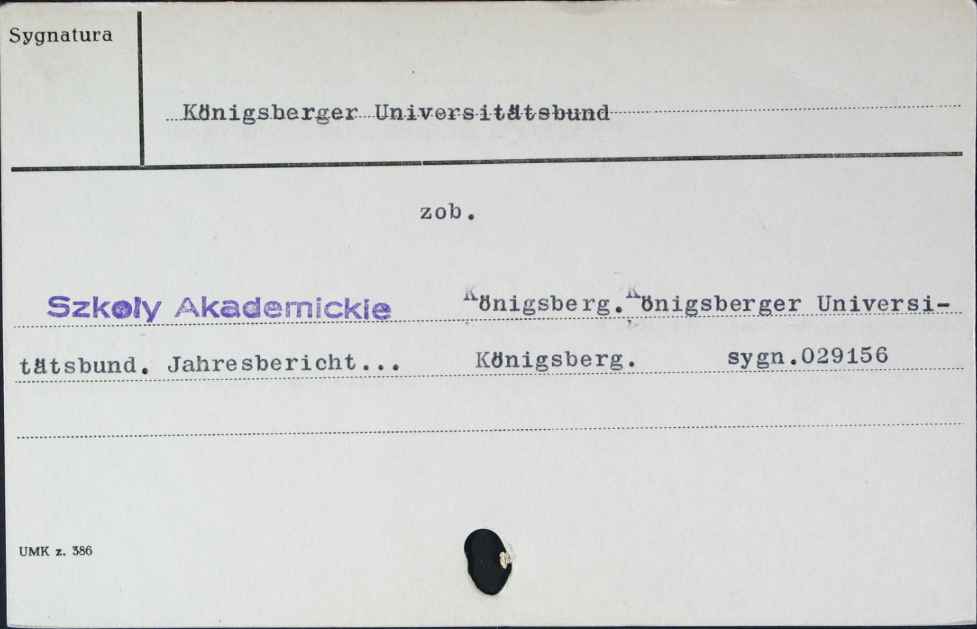 Sygnatura
Königsberger Universitätsbund
zob.
Szkoły Akademickie Königsberg. Königsberger Universi-
tätsbund. Jahresbericht... Königsberg. sygn.029156
UMK z. 386